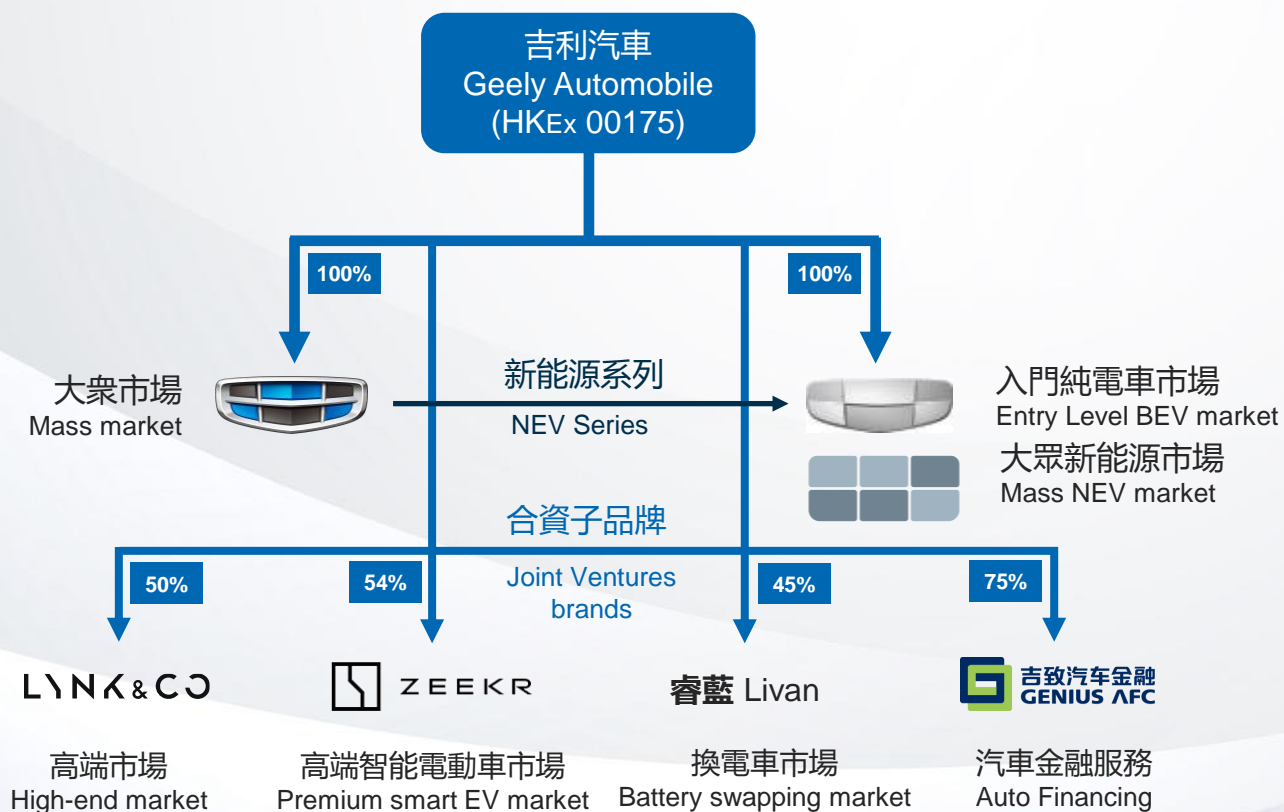 吉利汽車
Geely Automobile
(HKEx 00175)
100%
100%
大衆市場
Mass market
新能源系列
NEV Series
入門純電車市場
Entry Level BEV market
大眾新能源市場
Mass NEV market
合資子品牌
Joint Ventures
brands
50%
54%
45%
75%
LYNK & CO
ZEEKR
睿藍 Livan
吉致汽车金融
GENIUS AFC
高端市場
High-end market
高端智能電動車市場
Premium smart EV market
換電車市場
Battery swapping market
汽車金融服務
Auto Financing